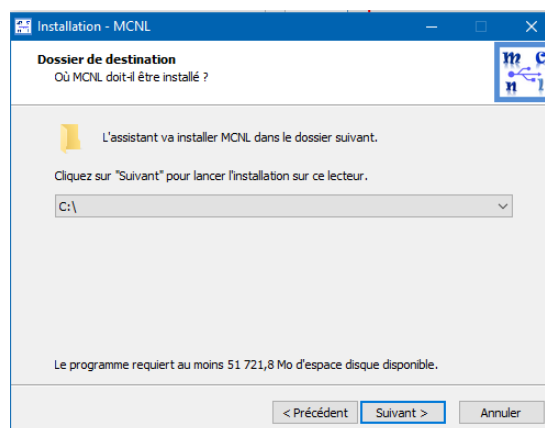 Installation - MCNL
Dossier de destination
Où MCNL doit-il être installé ?
m c
n l
L'assistant va installer MCNL dans le dossier suivant.
Cliquez sur "Suivant" pour lancer l'installation sur ce lecteur.
C:\
Le programme requiert au moins 51 721,8 Mo d'espace disque disponible.
< Précédent Suivant > Annuler